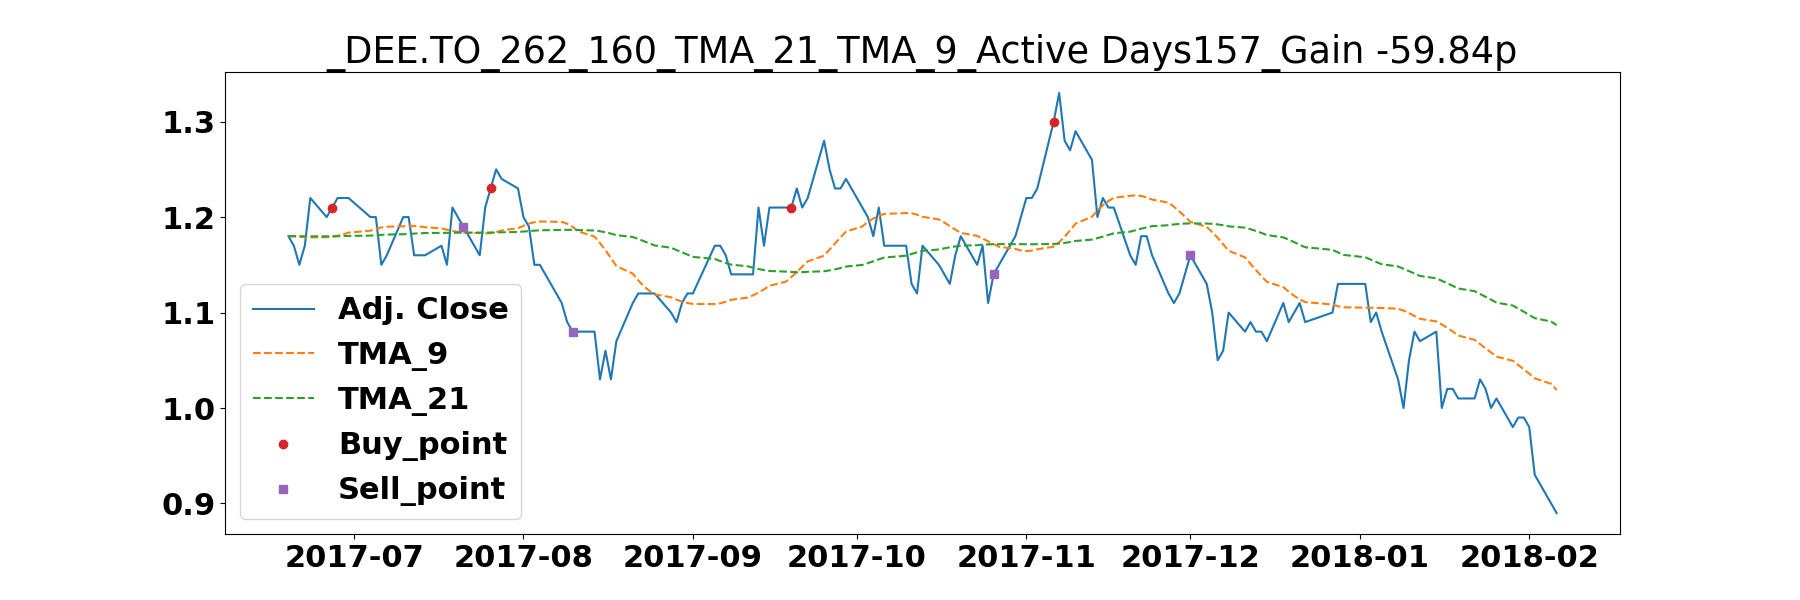 _DEE.TO_262_160_TMA_21_TMA_9_Active Days157_Gain -59.84p
1.3
1.2
1.1
1.0
0.9
Adj. Close
TMA_9
TMA_21
Buy_point
Sell_point
2017-07 2017-08 2017-09 2017-10 2017-11 2017-12 2018-01 2018-02